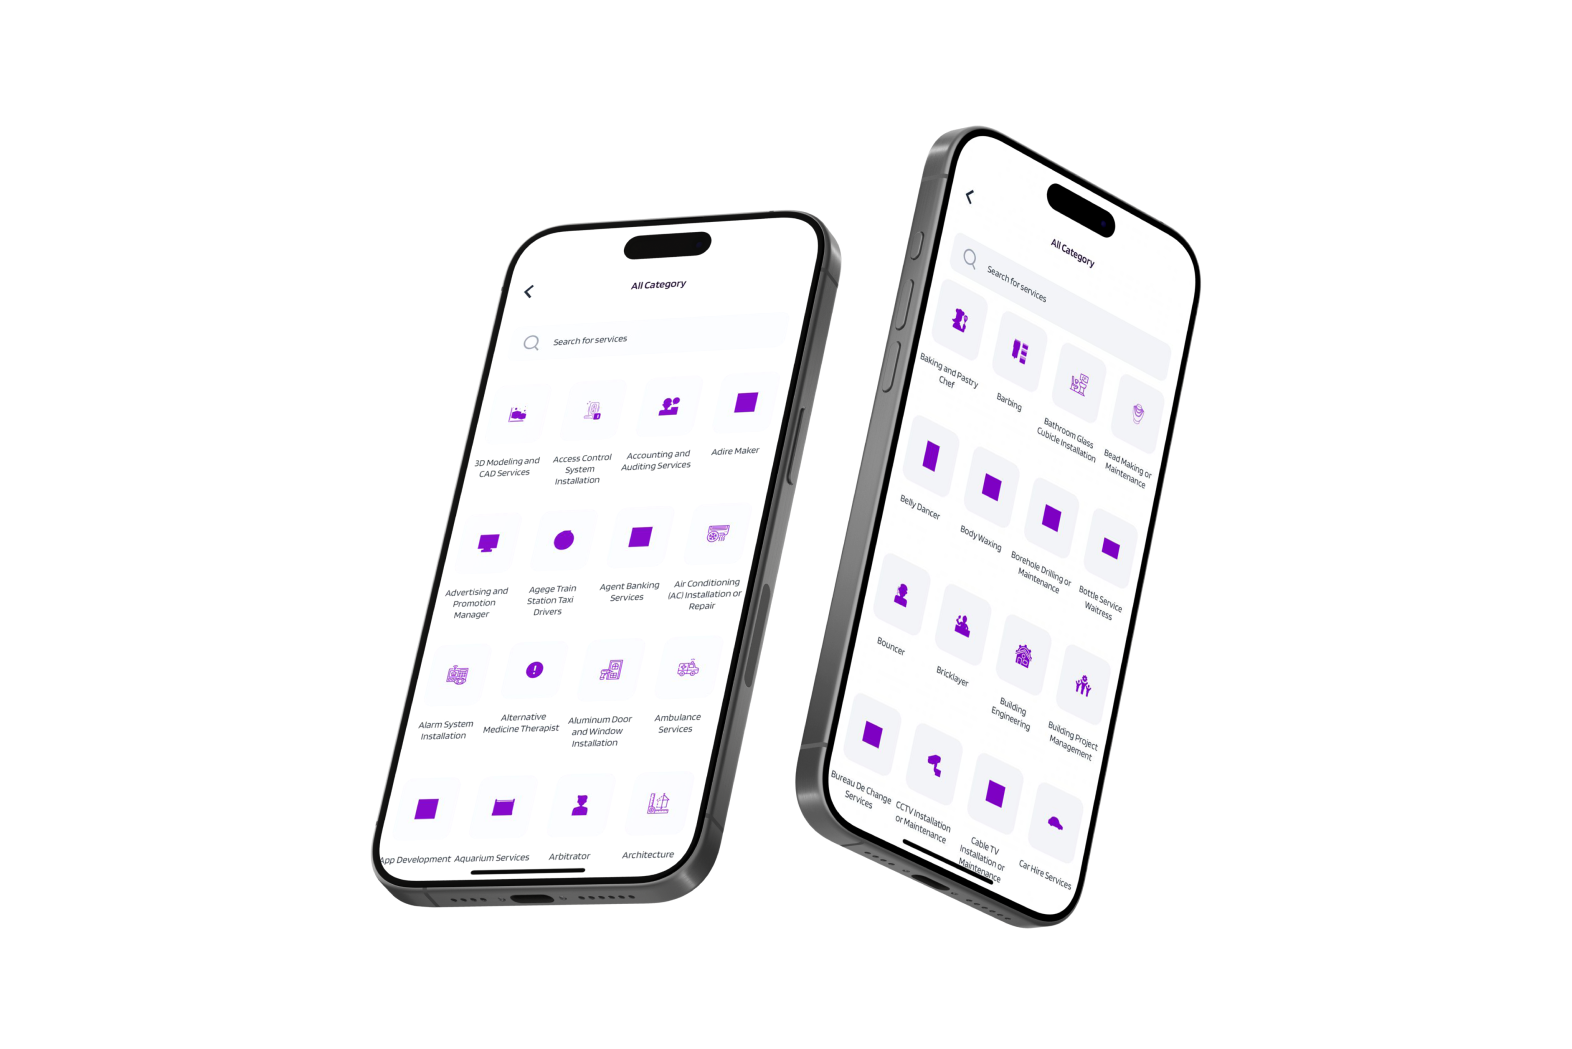 All Category
Search for services
3D Modeling and
CAD Services
Access Control
System
Installation
Accounting and
Auditing Services
Adire Maker
Advertising and
Promotion
Manager
Agege Train
Station Taxi
Drivers
Agent Banking
Services
Air Conditioning
(AC) Installation or
Repair
Alarm System
Installation
Alternative
Medicine Therapist
Aluminum Door
and Window
Installation
Ambulance
Services
App Development
Aquarium Services
Arbitrator
Architecture
All Category
Search for services
Baking and Pastry
Chef
Barbing
Bathroom Glass
Cubicle Installation
Bead Making or
Maintenance
Belly Dancer
Body Waxing
Borehole Drilling or
Maintenance
Bottle Service
Waitress
Bouncer
Bricklayer
Building
Engineering
Building Project
Management
Bureau De Change
Services
CCTV Installation
or Maintenance
Cable TV
Installation or
Maintenance
Car Hire Services